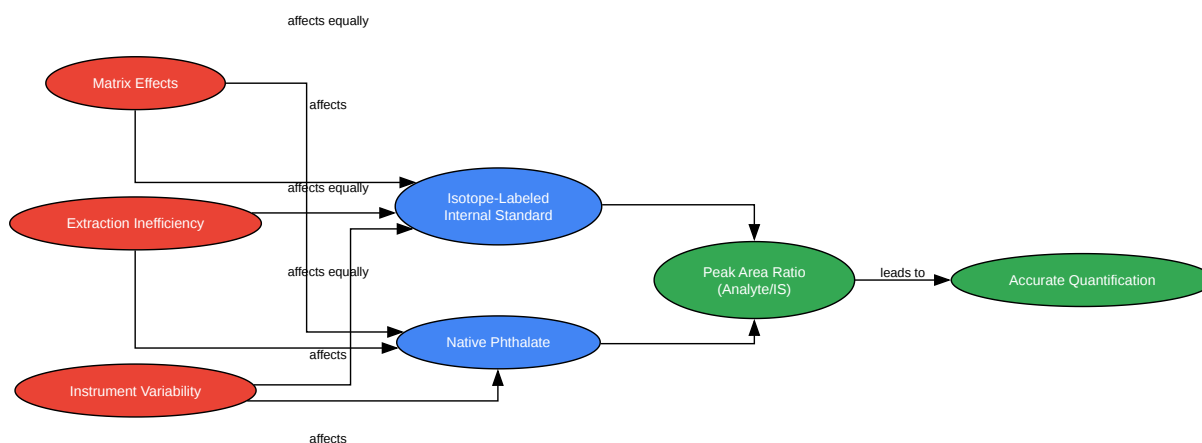 affects equally
Matrix Effects
affects
affects equally
Isotope-Labeled
Internal Standard
Extraction Inefficiency
affects equally
Peak Area Ratio
(Analyte/IS)
leads to
Accurate Quantification
Native Phthalate
affects
Instrument Variability
affects